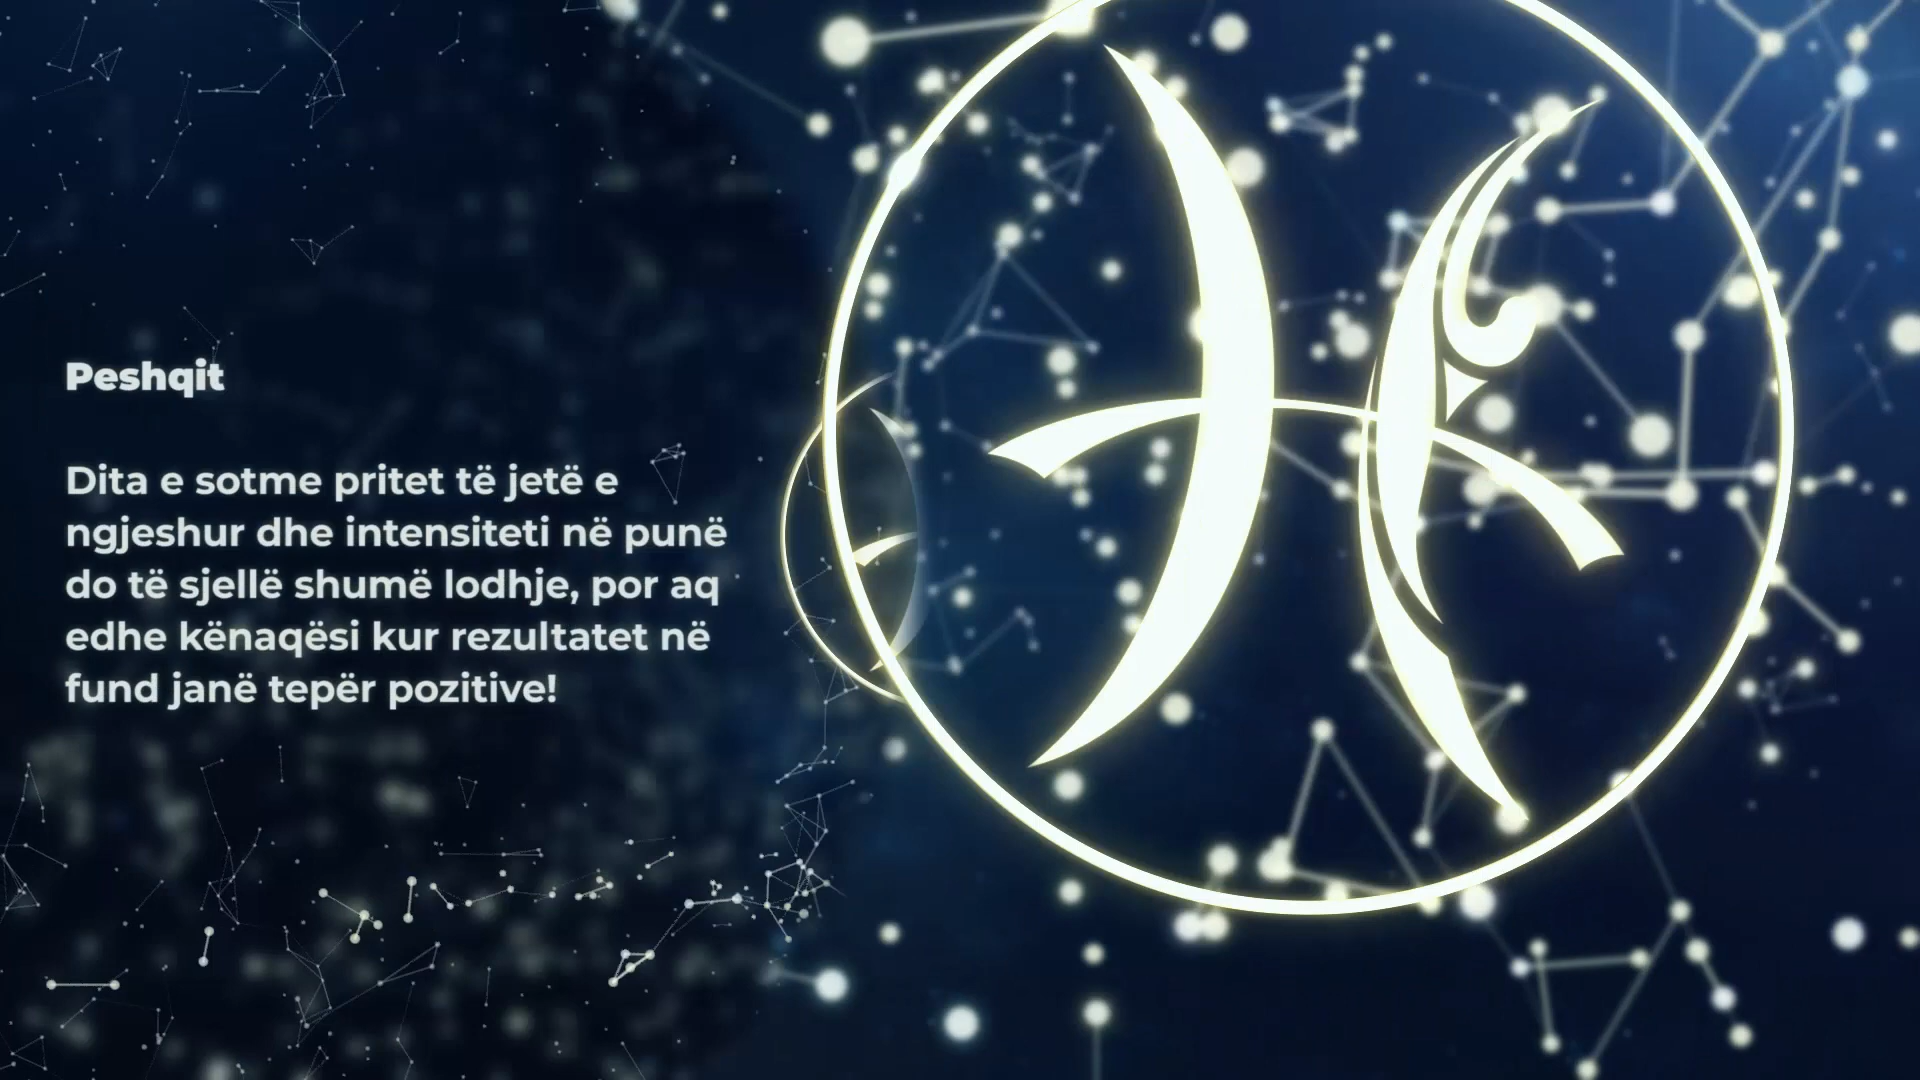 Peshqit
Dita e sotme pritet të jetë e
ngjeshur dhe intensiteti në punë
do të sjellë shumë lodhje, por aq
edhe kënaqësi kur rezultatet në
fund janë tepër pozitive!